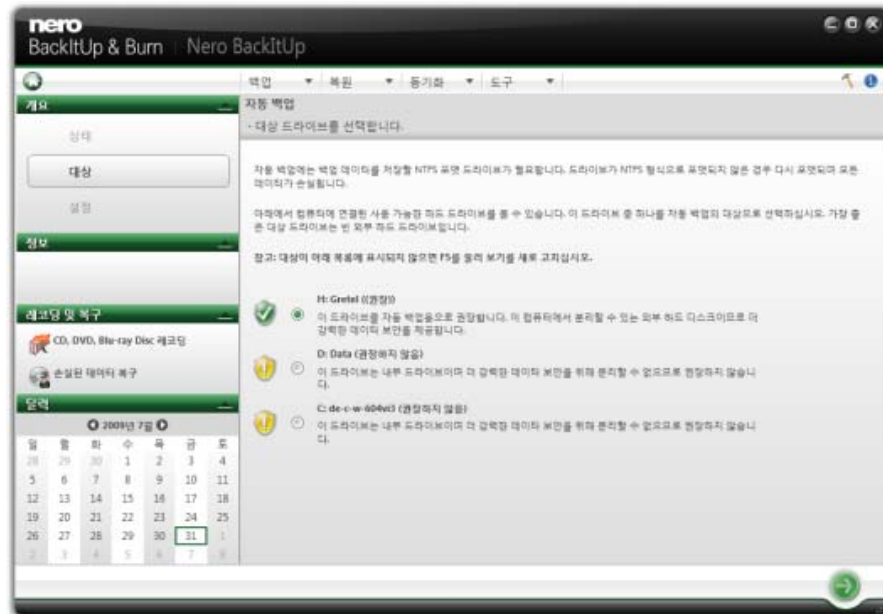 nero
BackItUp & Burn | Nero BackItUp
백업 복원 동기화 도구
개요
상태
대상
설정
정보
레코딩 및 복구
CD, DVD, Blu-ray Disc 레코딩
손실된 데이터 복구
달력
2009년 7월
일 월 화 수 목 금 토
28 29 30 1 2 3 4
5 6 7 8 9 10 11
12 13 14 15 16 17 18
19 20 21 22 23 24 25
26 27 28 29 30 31 1
2 3 4 5 6 7 8
자동 백업
- 대상 드라이브를 선택합니다.
자동 백업에는 백업 데이터를 저장할 NTFS 포맷 드라이브가 필요합니다. 드라이브가 NTFS 형식으로 포맷되지 않은 경우 다시 포맷되며 모든
데이터가 손실됩니다.
아래에서 컴퓨터에 연결된 사용 가능한 하드 드라이브를 볼 수 있습니다. 이 드라이브 중 하나를 자동 백업의 대상으로 선택하십시오. 가장 좋
은 대상 드라이브는 빈 외부 하드 드라이브입니다.
참고: 대상이 아래 목록에 표시되지 않으면 F5를 눌러 보기를 새로 고치십시오.
H: Gretel ((권장))
이 드라이브를 자동 백업용으로 권장합니다. 이 컴퓨터에서 분리할 수 있는 외부 하드 디스크이므로 더
강력한 데이터 보안을 제공합니다.
D: Data (권장하지 않음)
이 드라이브는 내부 드라이브이며 더 강력한 데이터 보안을 위해 분리할 수 없으므로 권장하지 않습니
다.
C: de-c-w-604vi3 (권장하지 않음)
이 드라이브는 내부 드라이브이며 더 강력한 데이터 보안을 위해 분리할 수 없으므로 권장하지 않습니
다.